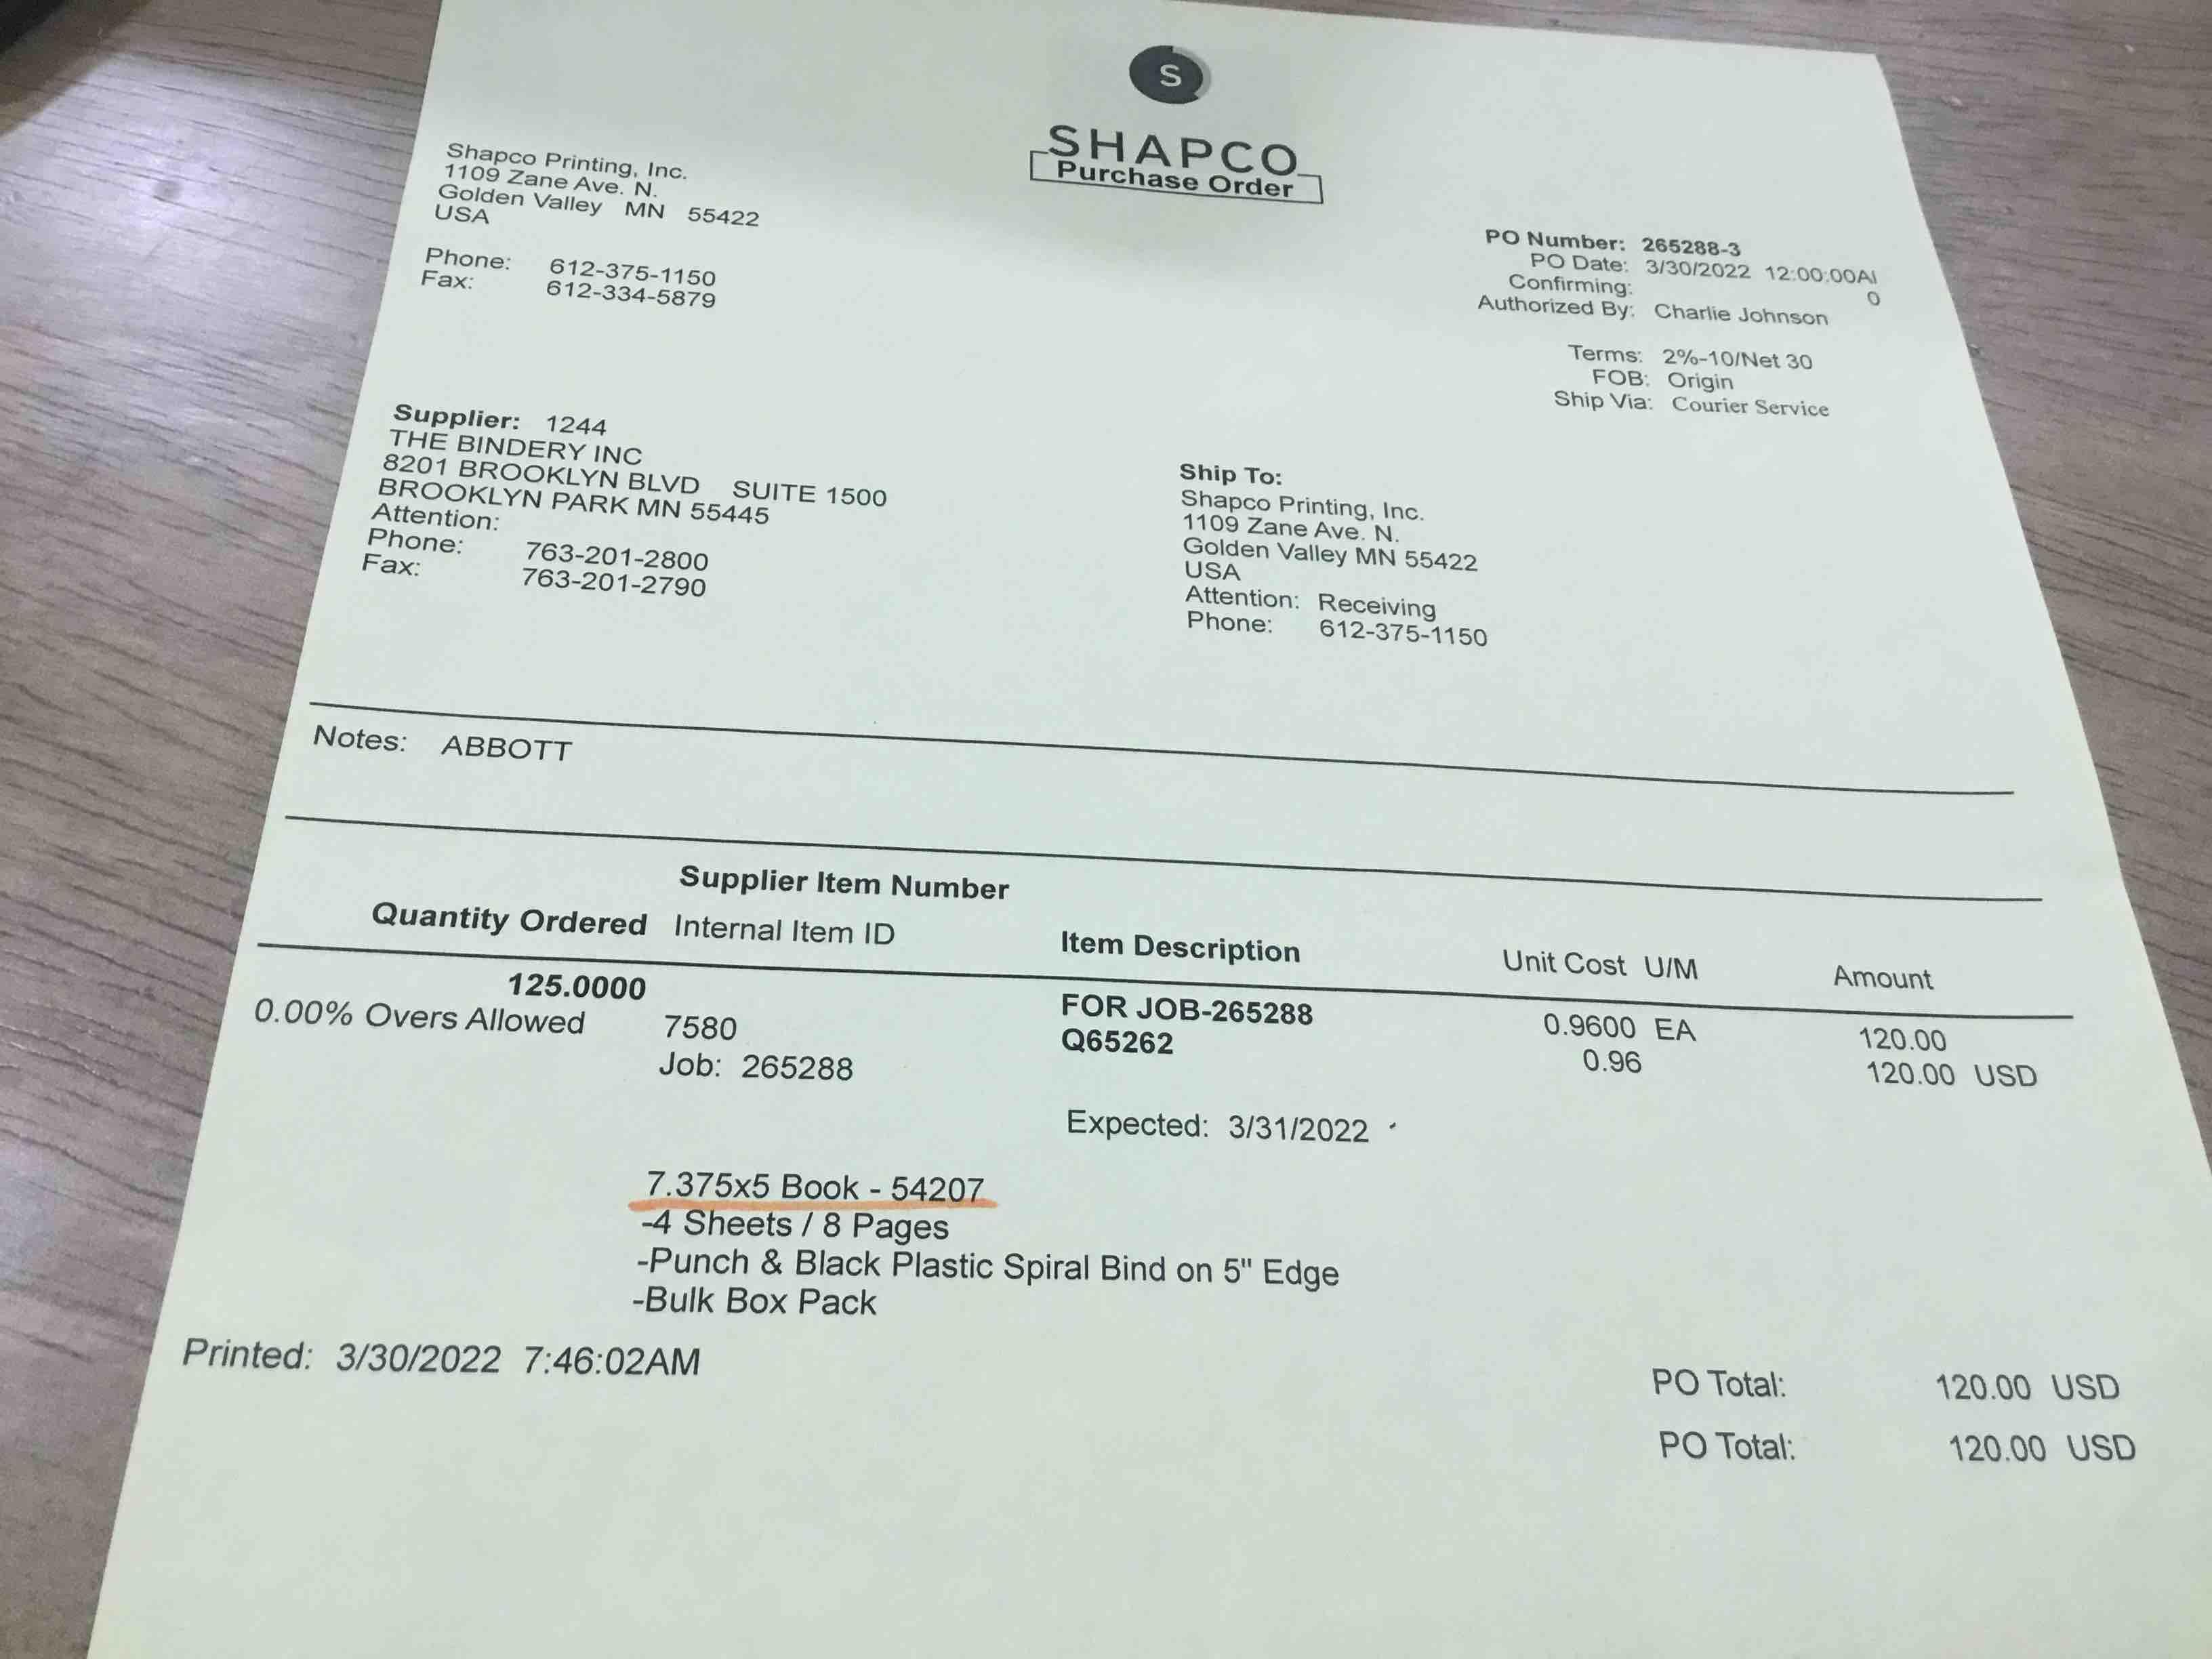 S
SHAPCO
Purchase Order
Shapco Printing, Inc.
1109 Zane Ave. N.
Golden Valley MN 55422
USA
Phone: 612-375-1150
Fax: 612-334-5879
PO Number: 265288-3
PO Date: 3/30/2022 12:00:00AI
Confirming: 0
Authorized By: Charlie Johnson
Terms: 2%-10/Net 30
FOB: Origin
Ship Via: Courier Service
Supplier: 1244
THE BINDERY INC
8201 BROOKLYN BLVD SUITE 1500
BROOKLYN PARK MN 55445
Attention:
Phone: 763-201-2800
Fax: 763-201-2790
Ship To:
Shapco Printing, Inc.
1109 Zane Ave. N.
Golden Valley MN 55422
USA
Attention: Receiving
Phone: 612-375-1150
Notes: ABBOTT
Supplier Item Number
Quantity Ordered Internal Item ID Item Description Unit Cost U/M Amount
125.0000 FOR JOB-265288 0.9600 EA 120.00
0.00% Overs Allowed 7580 Q65262 0.96 120.00 USD
Job: 265288
Expected: 3/31/2022
7.375x5 Book - 54207
-4 Sheets / 8 Pages
-Punch & Black Plastic Spiral Bind on 5" Edge
-Bulk Box Pack
Printed: 3/30/2022 7:46:02AM
PO Total: 120.00 USD
PO Total: 120.00 USD